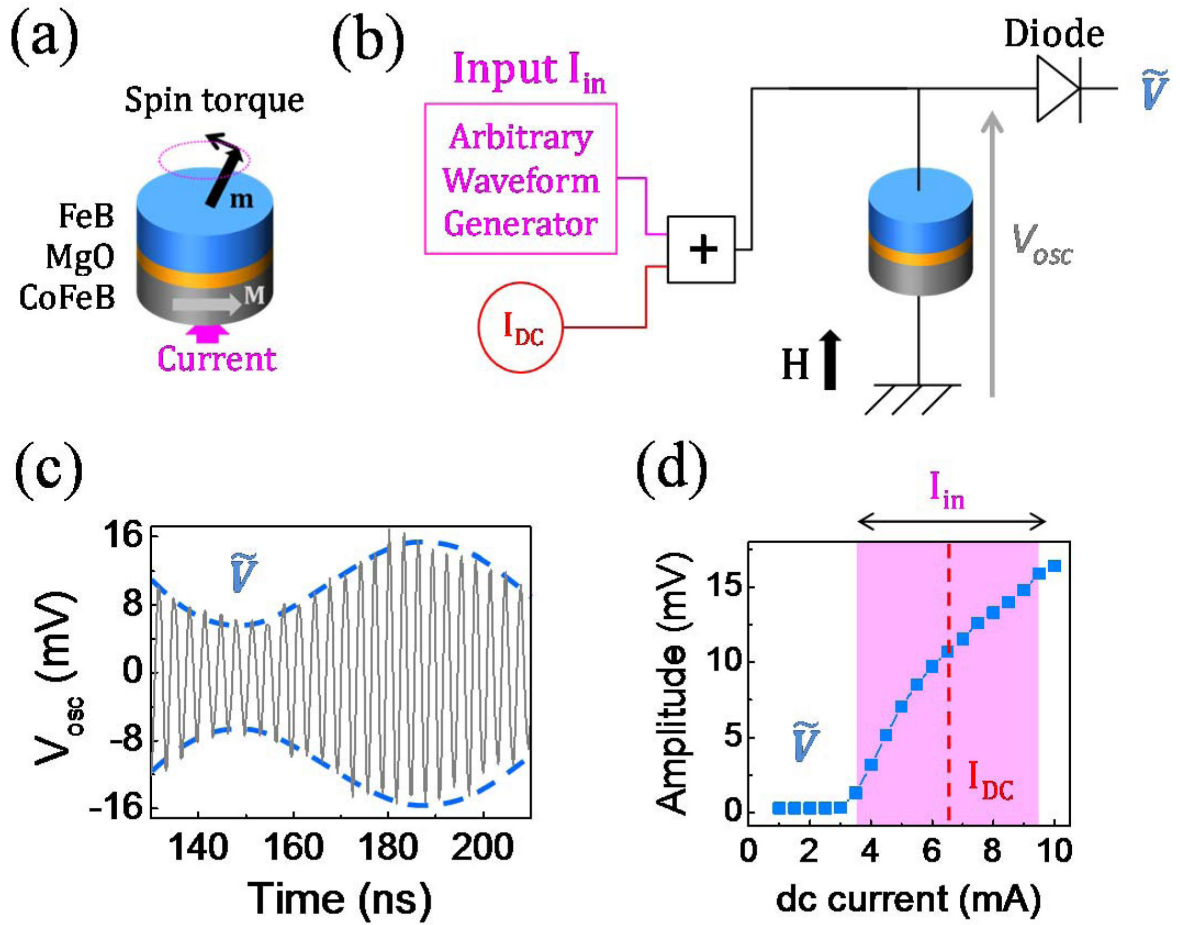 (a)
Spin torque
m
FeB
MgO
CoFeB
M
Current
(b)
Input I_in
Arbitrary
Waveform
Generator
+
I_DC
Diode
Ṽ
V_osc
H
(c)
16
8
0
-8
-16
V_osc (mV)
Ṽ
140
160
180
200
Time (ns)
(d)
I_in
15
10
5
0
Amplitude (mV)
Ṽ
I_DC
0
2
4
6
8
10
dc current (mA)